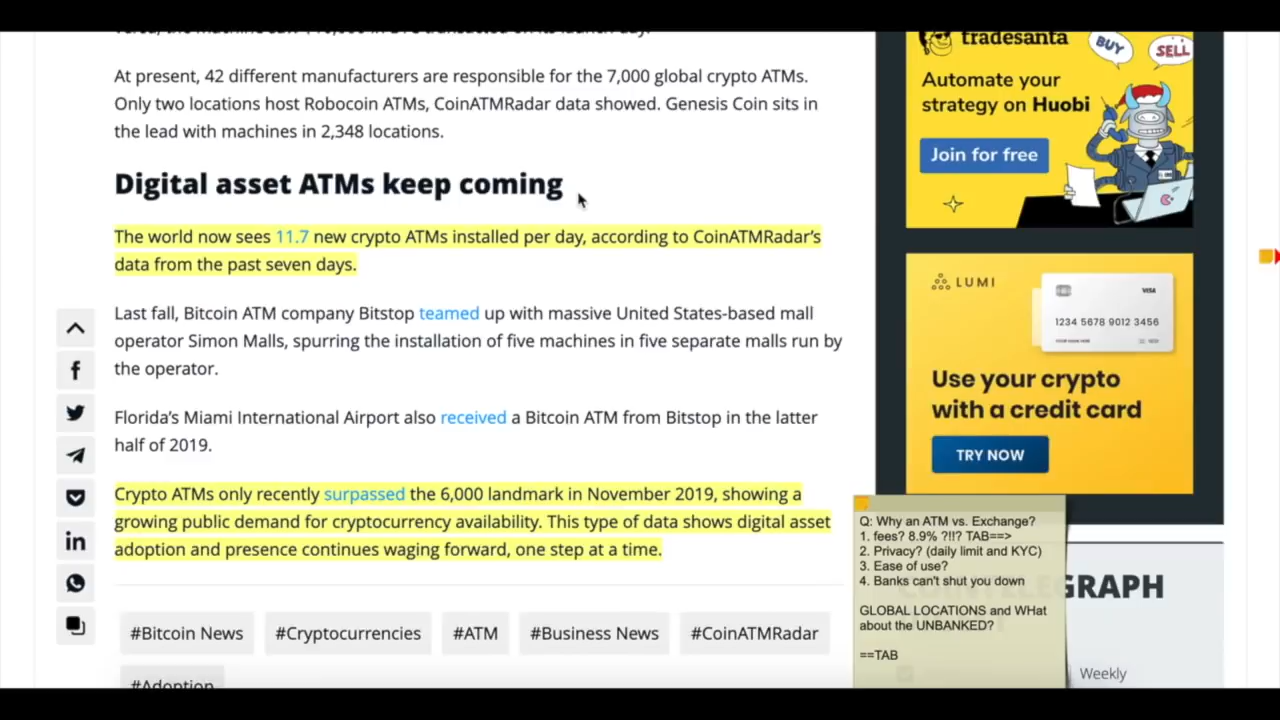 At present, 42 different manufacturers are responsible for the 7,000 global crypto ATMs.
Only two locations host Robocoin ATMs, CoinATMRadar data showed. Genesis Coin sits in
the lead with machines in 2,348 locations.
Digital asset ATMs keep coming
The world now sees 11.7 new crypto ATMs installed per day, according to CoinATMRadar's
data from the past seven days.
Last fall, Bitcoin ATM company Bitstop teamed up with massive United States-based mall
operator Simon Malls, spurring the installation of five machines in five separate malls run by
the operator.
Florida's Miami International Airport also received a Bitcoin ATM from Bitstop in the latter
half of 2019.
Crypto ATMs only recently surpassed the 6,000 landmark in November 2019, showing a
growing public demand for cryptocurrency availability. This type of data shows digital asset
adoption and presence continues waging forward, one step at a time.
#Bitcoin News #Cryptocurrencies #ATM #Business News #CoinATMRadar
#Adoption
tradesanta
BUY
SELL
Automate your
strategy on Huobi
Join for free
LUMI
VISA
1234 5678 9012 3456
Use your crypto
with a credit card
TRY NOW
Q: Why an ATM vs. Exchange?
1. fees? 8.9% ?!!? TAB==>
2. Privacy? (daily limit and KYC)
3. Ease of use?
4. Banks can't shut you down
GLOBAL LOCATIONS and WHat
about the UNBANKED?
==TAB
COINTELEGRAPH
Weekly